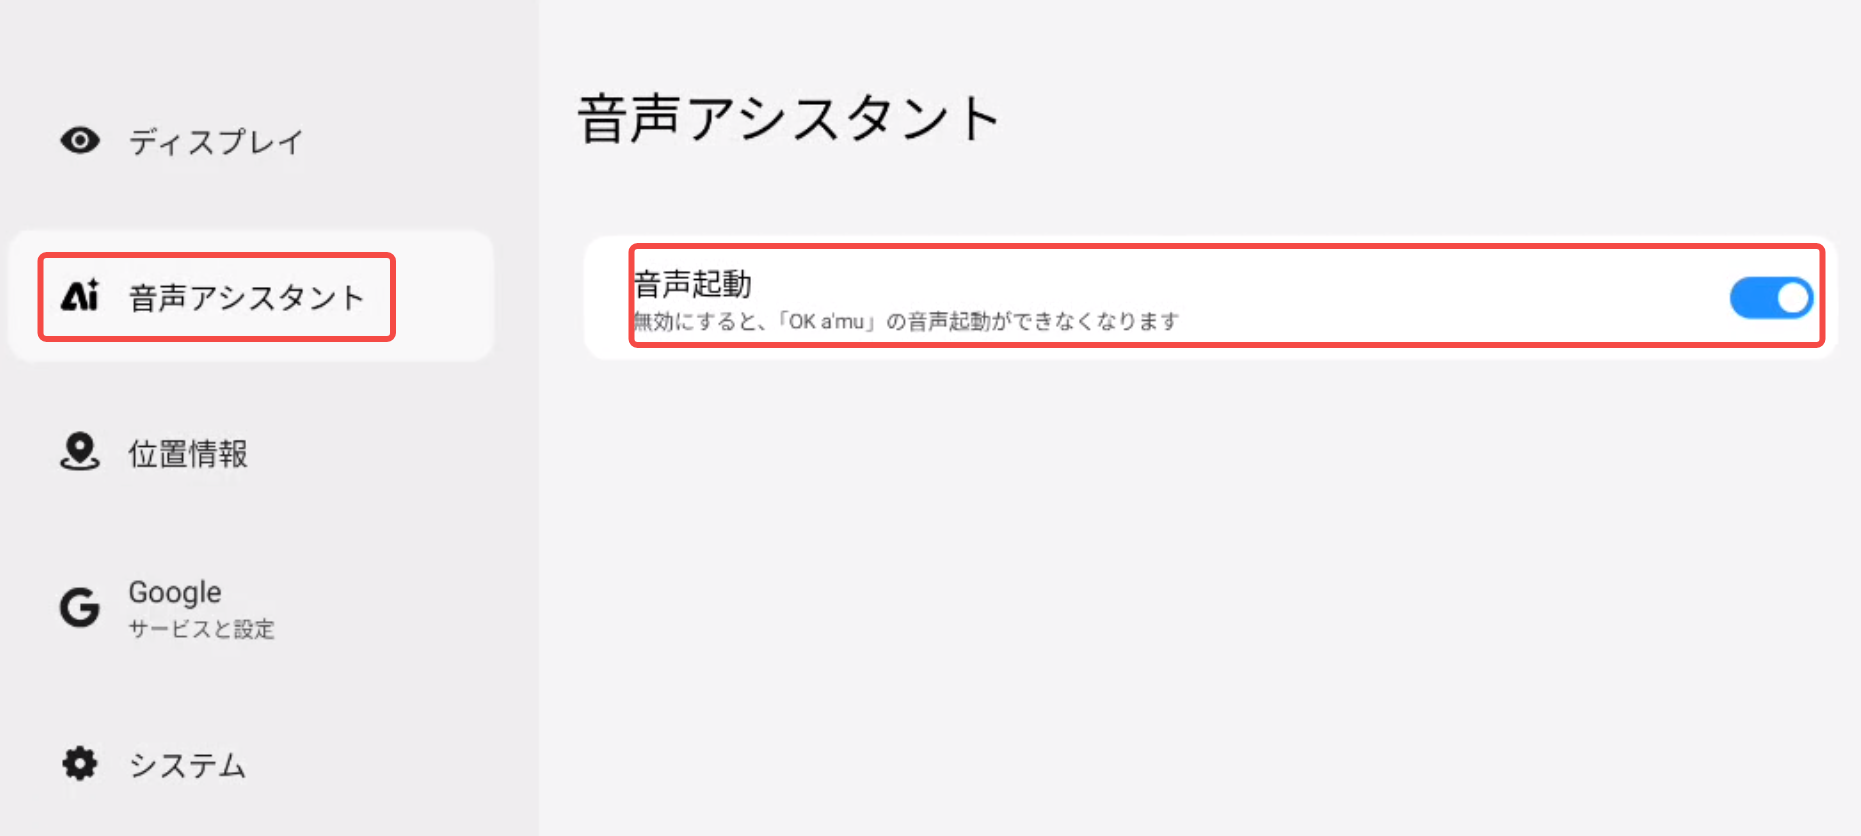 ディスプレイ
音声アシスタント
位置情報
Google
サービスと設定
システム
音声アシスタント
音声起動
無効にすると、「OK a'mu」の音声起動ができなくなります